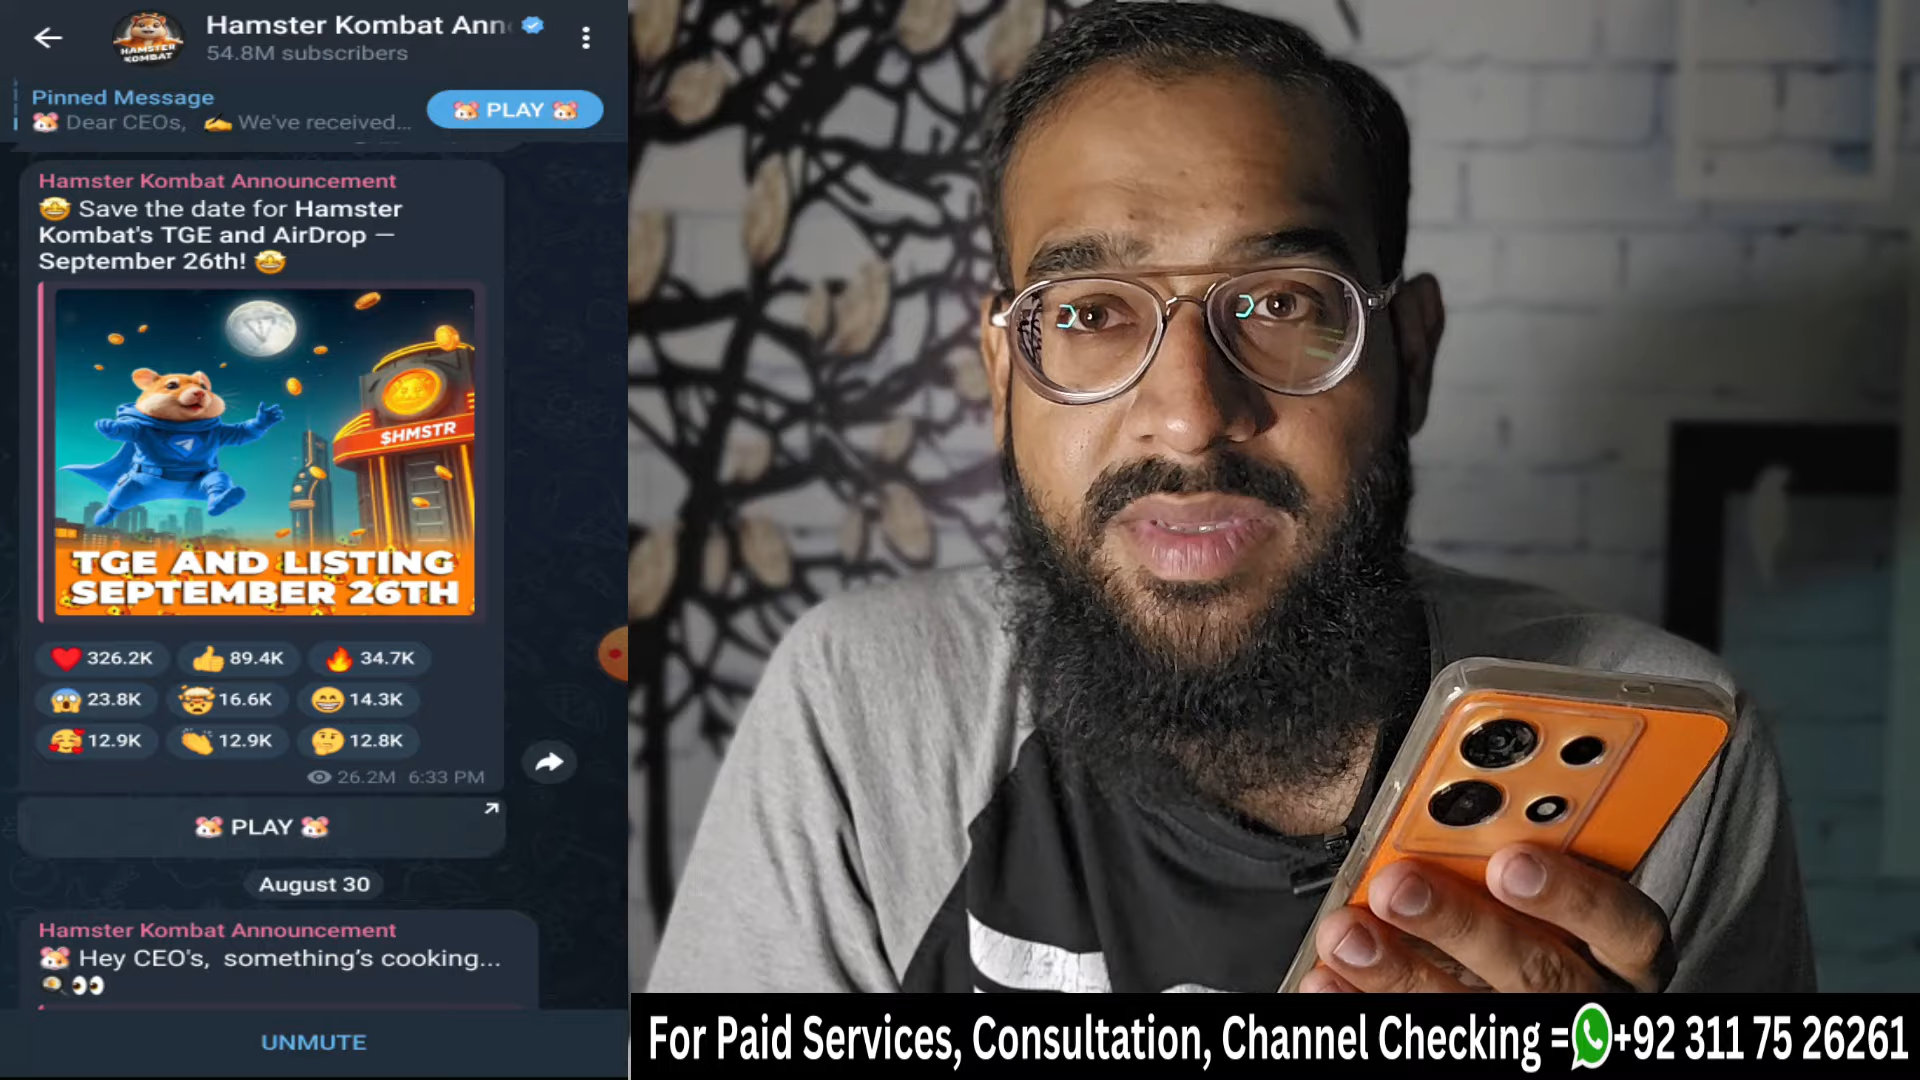 Hamster Kombat Ann
54.8M subscribers
HAMSTER
KOMBAT
Pinned Message
🐹 Dear CEOs, ✍ We've received...
🐹 PLAY 🐹
Hamster Kombat Announcement
🤩 Save the date for Hamster
Kombat's TGE and AirDrop —
September 26th! 🤩
$HMSTR
TGE AND LISTING
SEPTEMBER 26TH
❤️ 326.2K 👍 89.4K 🔥 34.7K
😱 23.8K 🤯 16.6K 😁 14.3K
🥰 12.9K 👏 12.9K 🤔 12.8K
26.2M 6:33 PM
🐹 PLAY 🐹
August 30
Hamster Kombat Announcement
🐹 Hey CEO's, something's cooking...
🍳👀
UNMUTE
For Paid Services, Consultation, Channel Checking =+92 311 75 26261